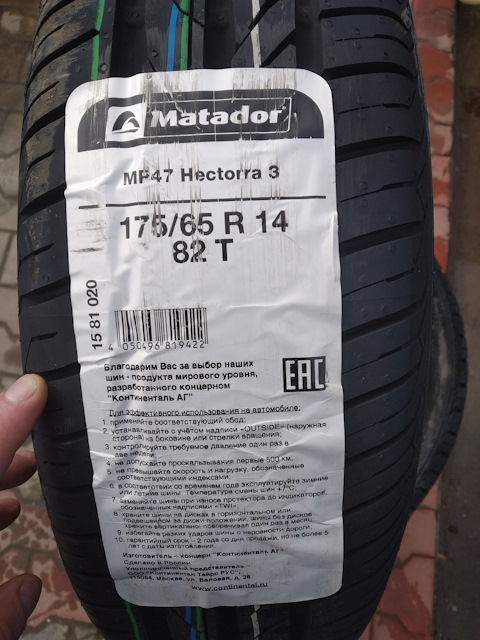 Matador
MP47 Hectorra 3
175/65 R 14
82 T
15 81 020
4 050496 819422
Благодарим Вас за выбор наших
шин - продукта мирового уровня,
разработанного концерном
"Континенталь АГ"
EAC
Для эффективного использования на автомобиле:
1. применяйте соответствующий обод;
2. устанавливайте с учётом надписи «OUTSIDE» (наружная
сторона) на боковине или стрелки вращения;
3. контролируйте требуемое давление один раз в
две недели;
4. не допускайте проскальзывания первые 500 км;
5. не превышайте скорость и нагрузку, обозначенные
соответствующими индексами;
6. в соответствии со временем года эксплуатируйте зимние
или летние шины. Температура смены шин +7°С;
7. замените шины при износе протектора до индикаторов,
обозначенных надписями «TWI»;
8. храните шины на дисках в горизонтальном или
подвешенном за диски положении, шины без дисков
храните вертикально, поворачивая один раз в месяц;
9. избегайте резких ударов шины о неровности дороги;
10. гарантийный срок - 2 года со дня продажи, но не более 5
лет с даты изготовления.
Изготовитель - концерн "Континенталь АГ"
Сделано в России
Уполномоченный представитель
ООО"Континентал Тайрс РУС",
115054, Москва, ул. Валовая, д. 26
www.continental.ru